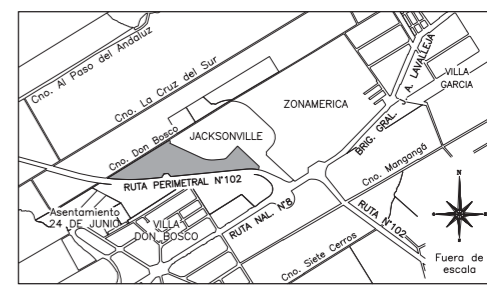 Cno. Al Paso del Andaluz
Cno. La Cruz del Sur
Cno. Don Bosco
JACKSONVILLE
ZONAMERICA
BRIG. GRAL. A. LAVALLEJA
VILLA
GARCIA
RUTA PERIMETRAL N°102
Cno. Mangangá
Asentamiento
24 DE JUNIO
VILLA
DON BOSCO
RUTA NAL. N°8
RUTA N°102
Cno. Siete Cerros
N
Fuera de
escala